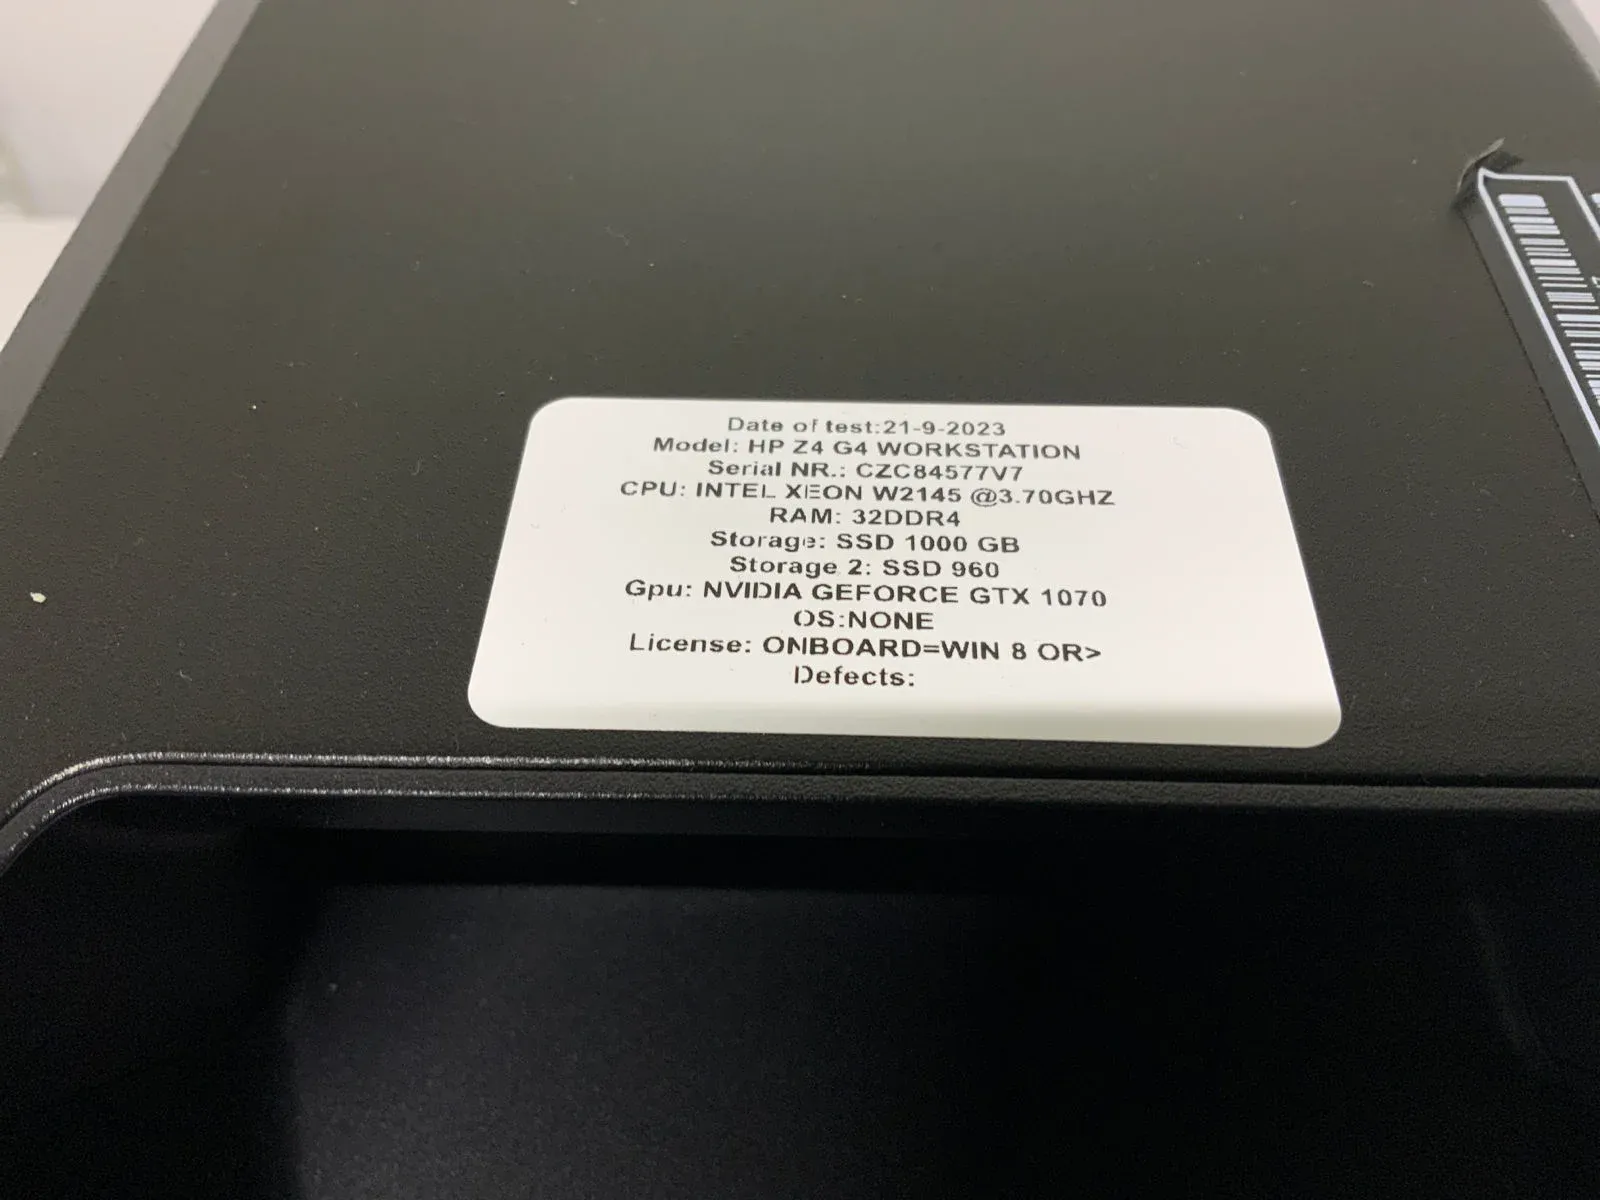 Date of test:21-9-2023
Model: HP Z4 G4 WORKSTATION
Serial NR.: CZC84577V7
CPU: INTEL XEON W2145 @3.70GHZ
RAM: 32DDR4
Storage: SSD 1000 GB
Storage 2: SSD 960
Gpu: NVIDIA GEFORCE GTX 1070
OS:NONE
License: ONBOARD=WIN 8 OR>
Defects: